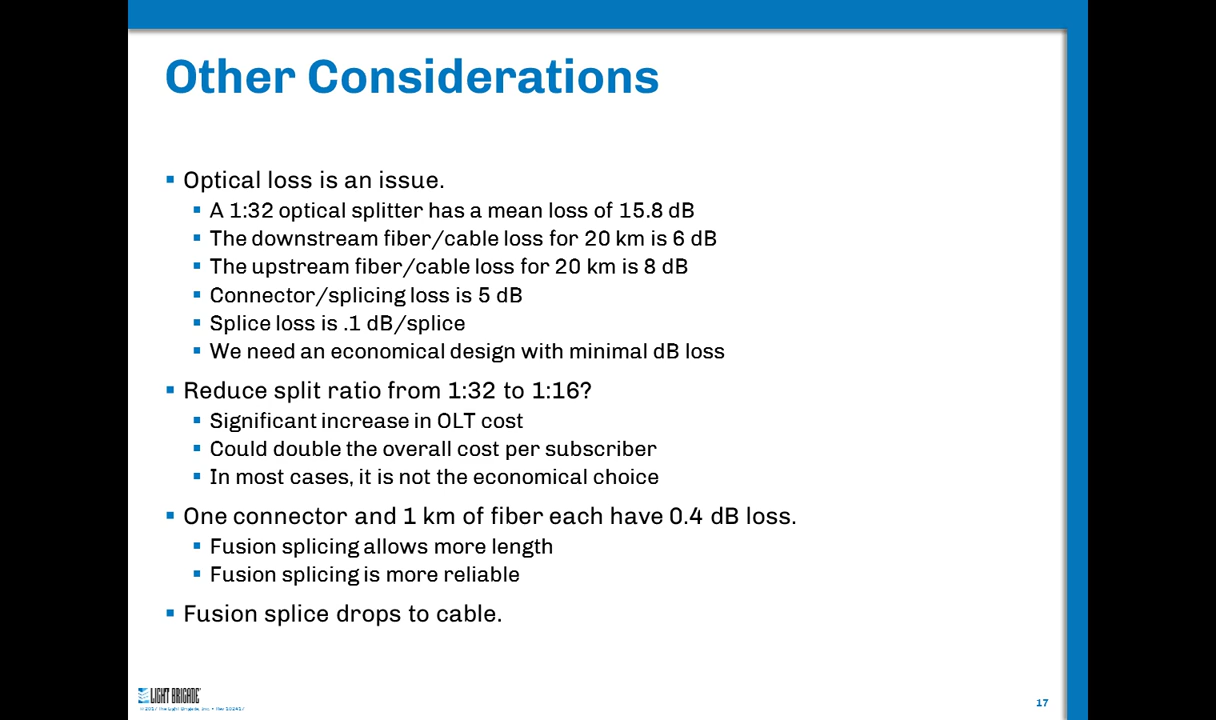 Other Considerations
Optical loss is an issue.
A 1:32 optical splitter has a mean loss of 15.8 dB
The downstream fiber/cable loss for 20 km is 6 dB
The upstream fiber/cable loss for 20 km is 8 dB
Connector/splicing loss is 5 dB
Splice loss is .1 dB/splice
We need an economical design with minimal dB loss
Reduce split ratio from 1:32 to 1:16?
Significant increase in OLT cost
Could double the overall cost per subscriber
In most cases, it is not the economical choice
One connector and 1 km of fiber each have 0.4 dB loss.
Fusion splicing allows more length
Fusion splicing is more reliable
Fusion splice drops to cable.
LIGHT BRIGADE
©2017 The Light Brigade, Inc. •
17